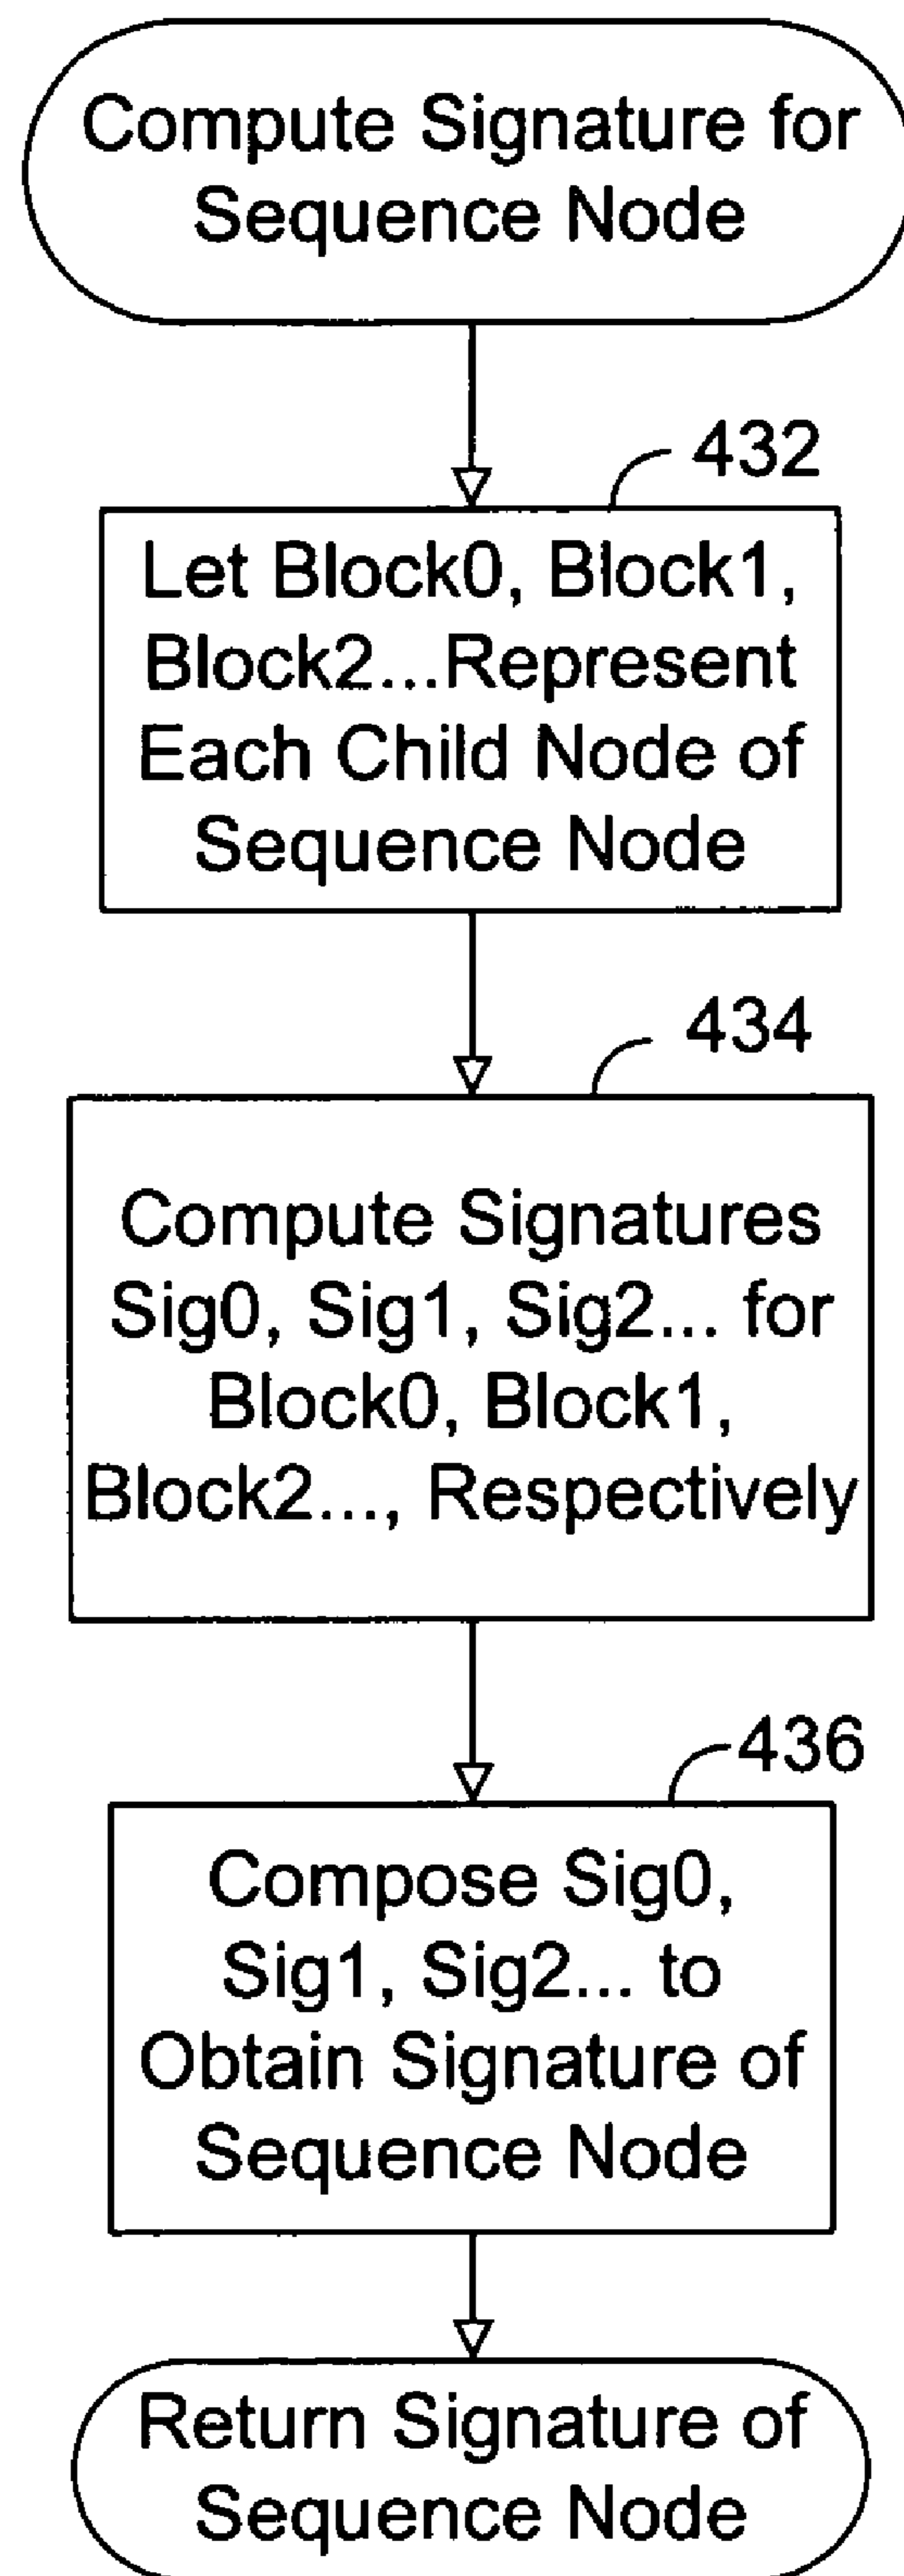 Compute Signature for
Sequence Node
432
Let Block0, Block1,
Block2...Represent
Each Child Node of
Sequence Node
434
Compute Signatures
Sig0, Sig1, Sig2... for
Block0, Block1,
Block2..., Respectively
436
Compose Sig0,
Sig1, Sig2... to
Obtain Signature of
Sequence Node
Return Signature of
Sequence Node